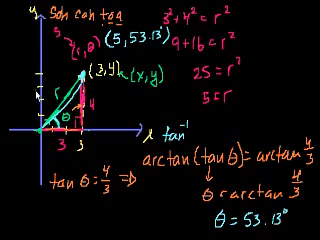 y
Soh cah toa
5
(r, θ)
(5, 53.13°)
3² + 4² = r²
9 + 16 = r²
25 = r²
5 = r
(3, 4)
(x, y)
r
θ
4
3
3
x
tan⁻¹
tan θ = 4/3 ⇒
arctan(tan θ) = arctan 4/3
θ = arctan 4/3
θ = 53.13°